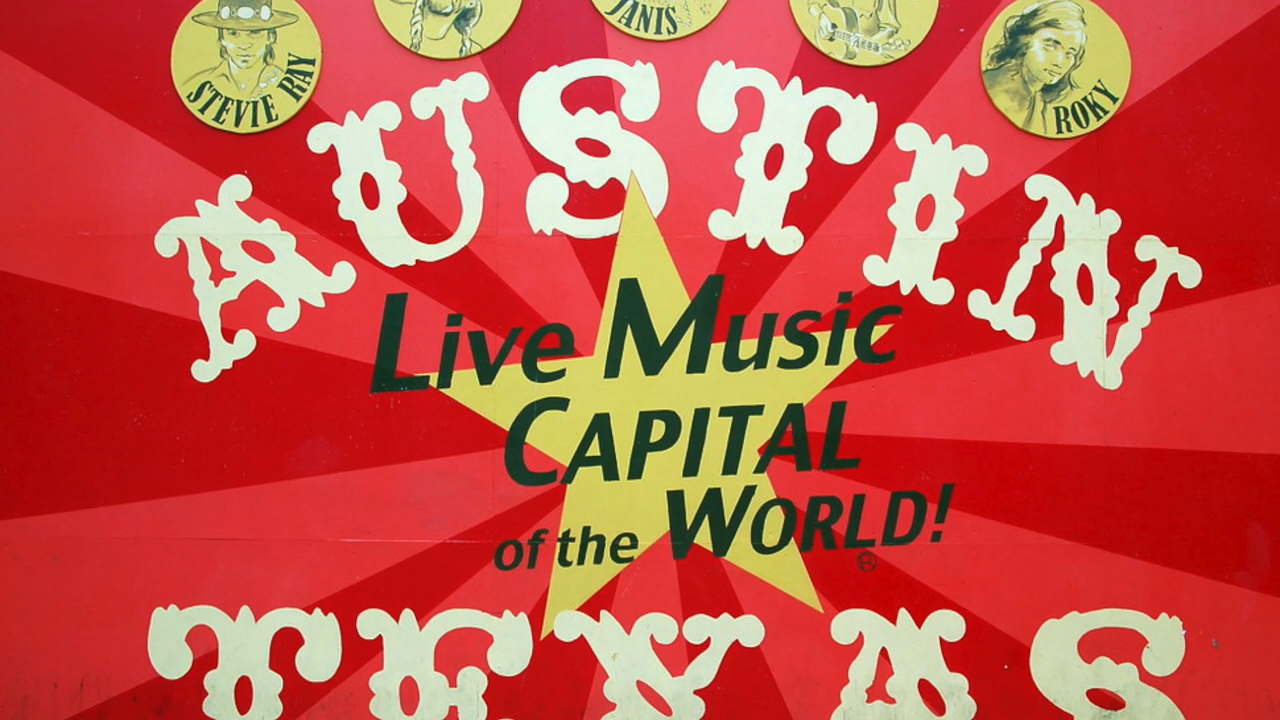 STEVIE RAY
JANIS
ROKY
AUSTIN
Live Music
CAPITAL
of the WORLD!
®
TEXAS